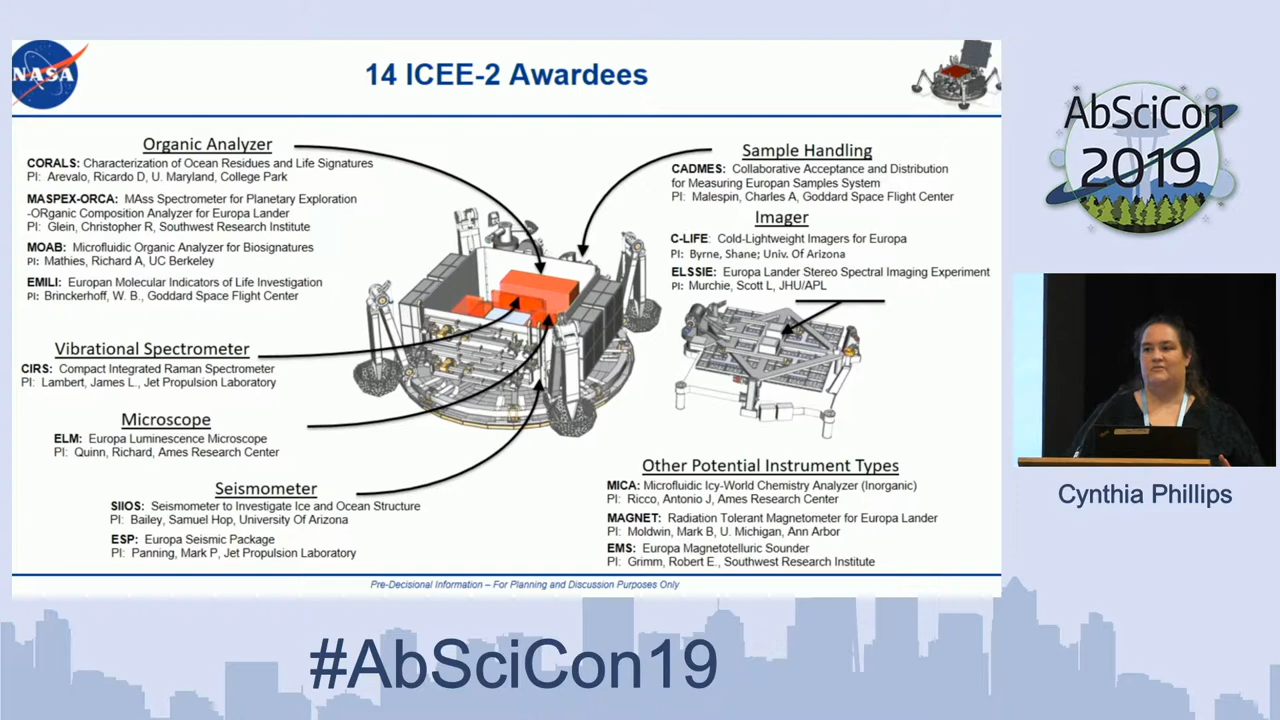 NASA
14 ICEE-2 Awardees
Organic Analyzer
CORALS: Characterization of Ocean Residues and Life Signatures
PI: Arevalo, Ricardo D, U. Maryland, College Park
MASPEX-ORCA: MAss Spectrometer for Planetary Exploration
-ORganic Composition Analyzer for Europa Lander
PI: Glein, Christopher R, Southwest Research Institute
MOAB: Microfluidic Organic Analyzer for Biosignatures
PI: Mathies, Richard A, UC Berkeley
EMILI: European Molecular Indicators of Life Investigation
PI: Brinckerhoff, W. B., Goddard Space Flight Center
Vibrational Spectrometer
CIRS: Compact Integrated Raman Spectrometer
PI: Lambert, James L., Jet Propulsion Laboratory
Microscope
ELM: Europa Luminescence Microscope
PI: Quinn, Richard, Ames Research Center
Seismometer
SIIOS: Seismometer to Investigate Ice and Ocean Structure
PI: Bailey, Samuel Hop, University Of Arizona
ESP: Europa Seismic Package
PI: Panning, Mark P, Jet Propulsion Laboratory
Sample Handling
CADMES: Collaborative Acceptance and Distribution
for Measuring Europan Samples System
PI: Malespin, Charles A, Goddard Space Flight Center
Imager
C-LIFE: Cold-Lightweight Imagers for Europa
PI: Byrne, Shane; Univ. Of Arizona
ELSSIE: Europa Lander Stereo Spectral Imaging Experiment
PI: Murchie, Scott L, JHU/APL
Other Potential Instrument Types
MICA: Microfluidic Icy-World Chemistry Analyzer (Inorganic)
PI: Ricco, Antonio J, Ames Research Center
MAGNET: Radiation Tolerant Magnetometer for Europa Lander
PI: Moldwin, Mark B, U. Michigan, Ann Arbor
EMS: Europa Magnetotelluric Sounder
PI: Grimm, Robert E., Southwest Research Institute
Pre-Decisional Information – For Planning and Discussion Purposes Only
AbSciCon
2019
Cynthia Phillips
#AbSciCon19